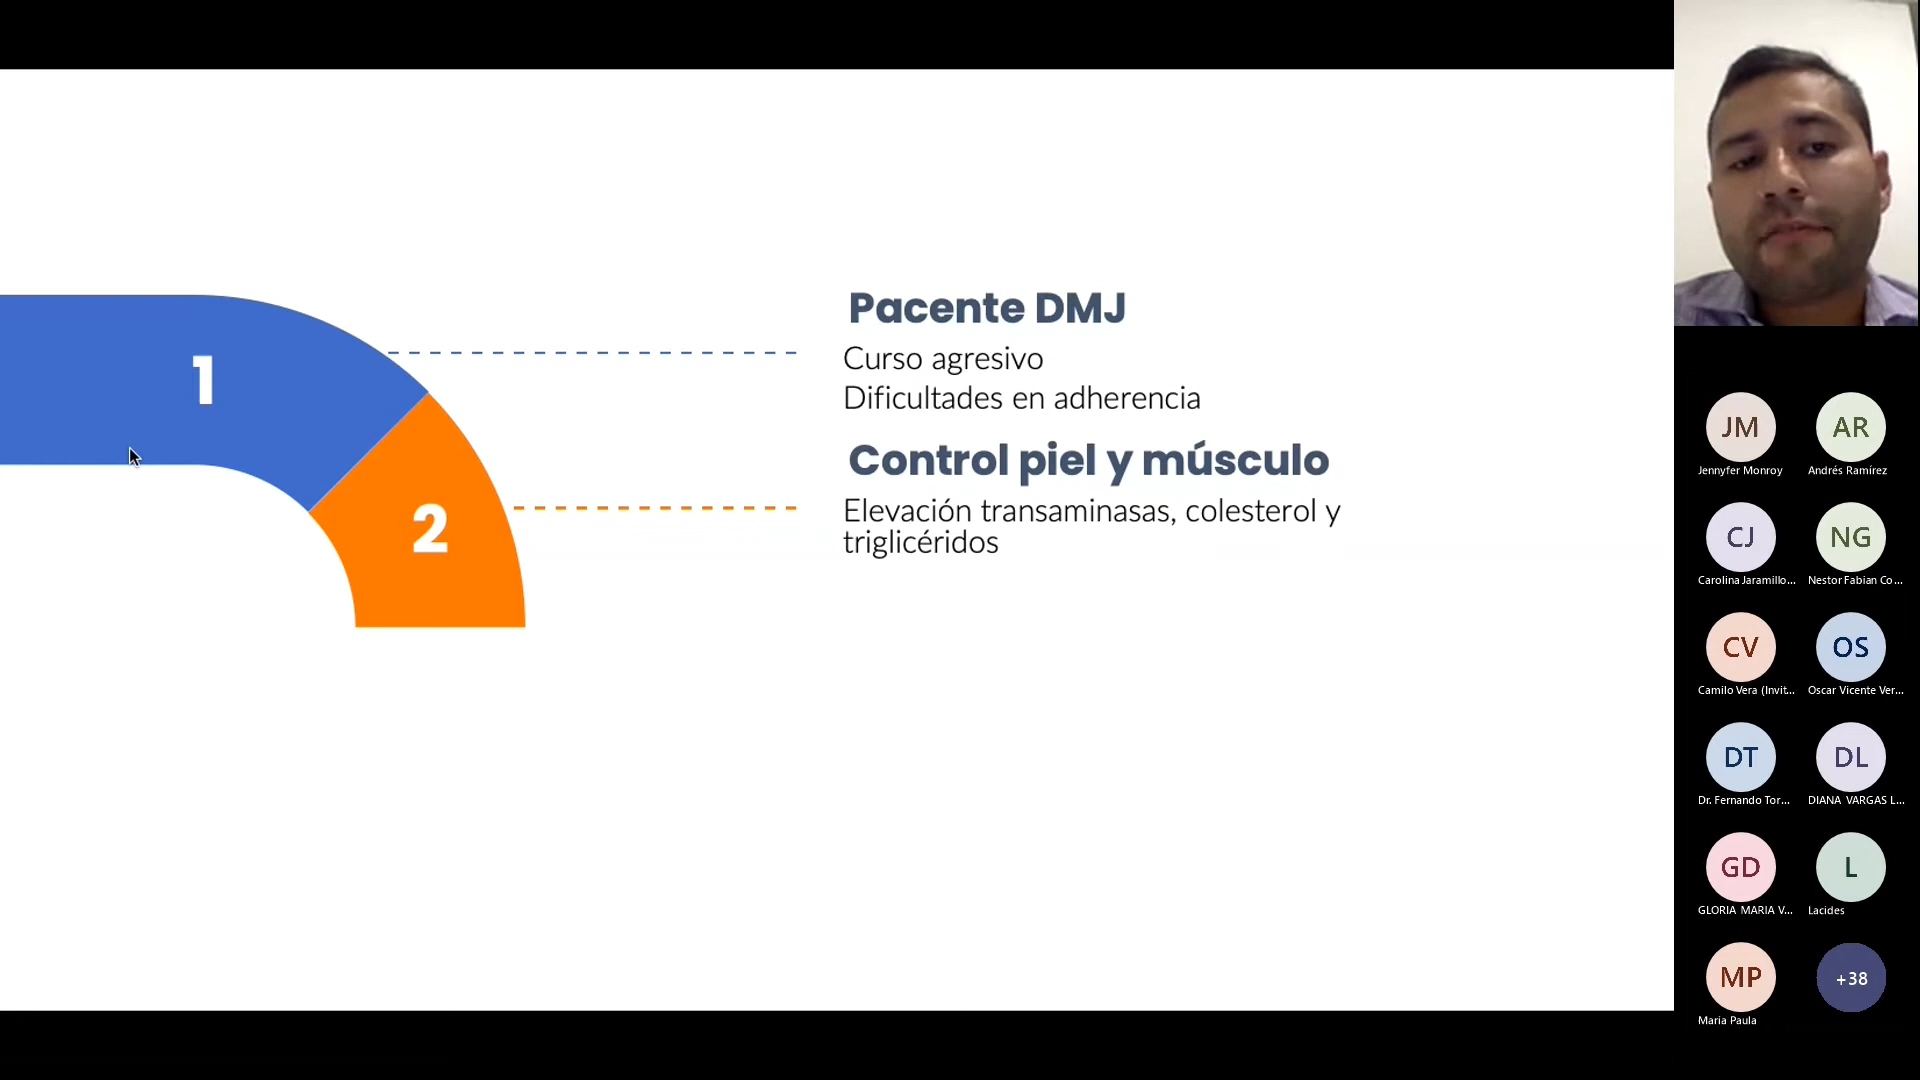 1
2
Pacente DMJ
Curso agresivo
Dificultades en adherencia
Control piel y músculo
Elevación transaminasas, colesterol y
triglicéridos
JM
AR
Jennyfer Monroy
Andrés Ramírez
CJ
NG
Carolina Jaramillo...
Nestor Fabian Co...
CV
OS
Camilo Vera (Invit...
Oscar Vicente Ver...
DT
DL
Dr. Fernando Tor...
DIANA VARGAS L...
GD
L
GLORIA MARIA V...
Lacides
MP
+38
Maria Paula